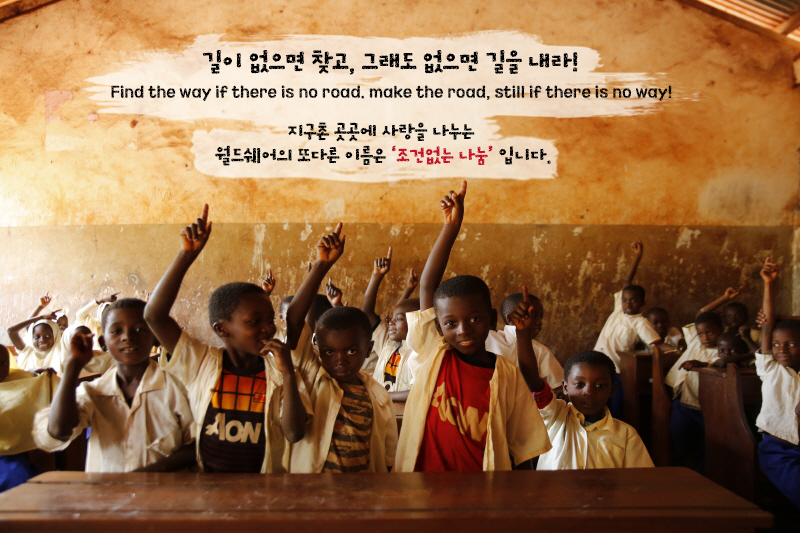 길이 없으면 찾고, 그래도 없으면 길을 내라!
Find the way if there is no road. make the road, still if there is no way!
지구촌 곳곳에 사랑을 나누는
월드쉐어의 또다른 이름은 '조건없는 나눔' 입니다.
AON
AON